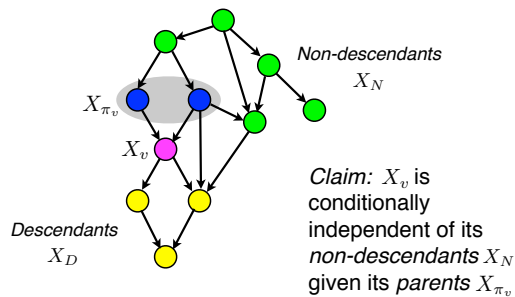 Non-descendants
X_N
X_{π_v}
X_v
Claim: X_v is
conditionally
independent of its
non-descendants X_N
given its parents X_{π_v}
Descendants
X_D